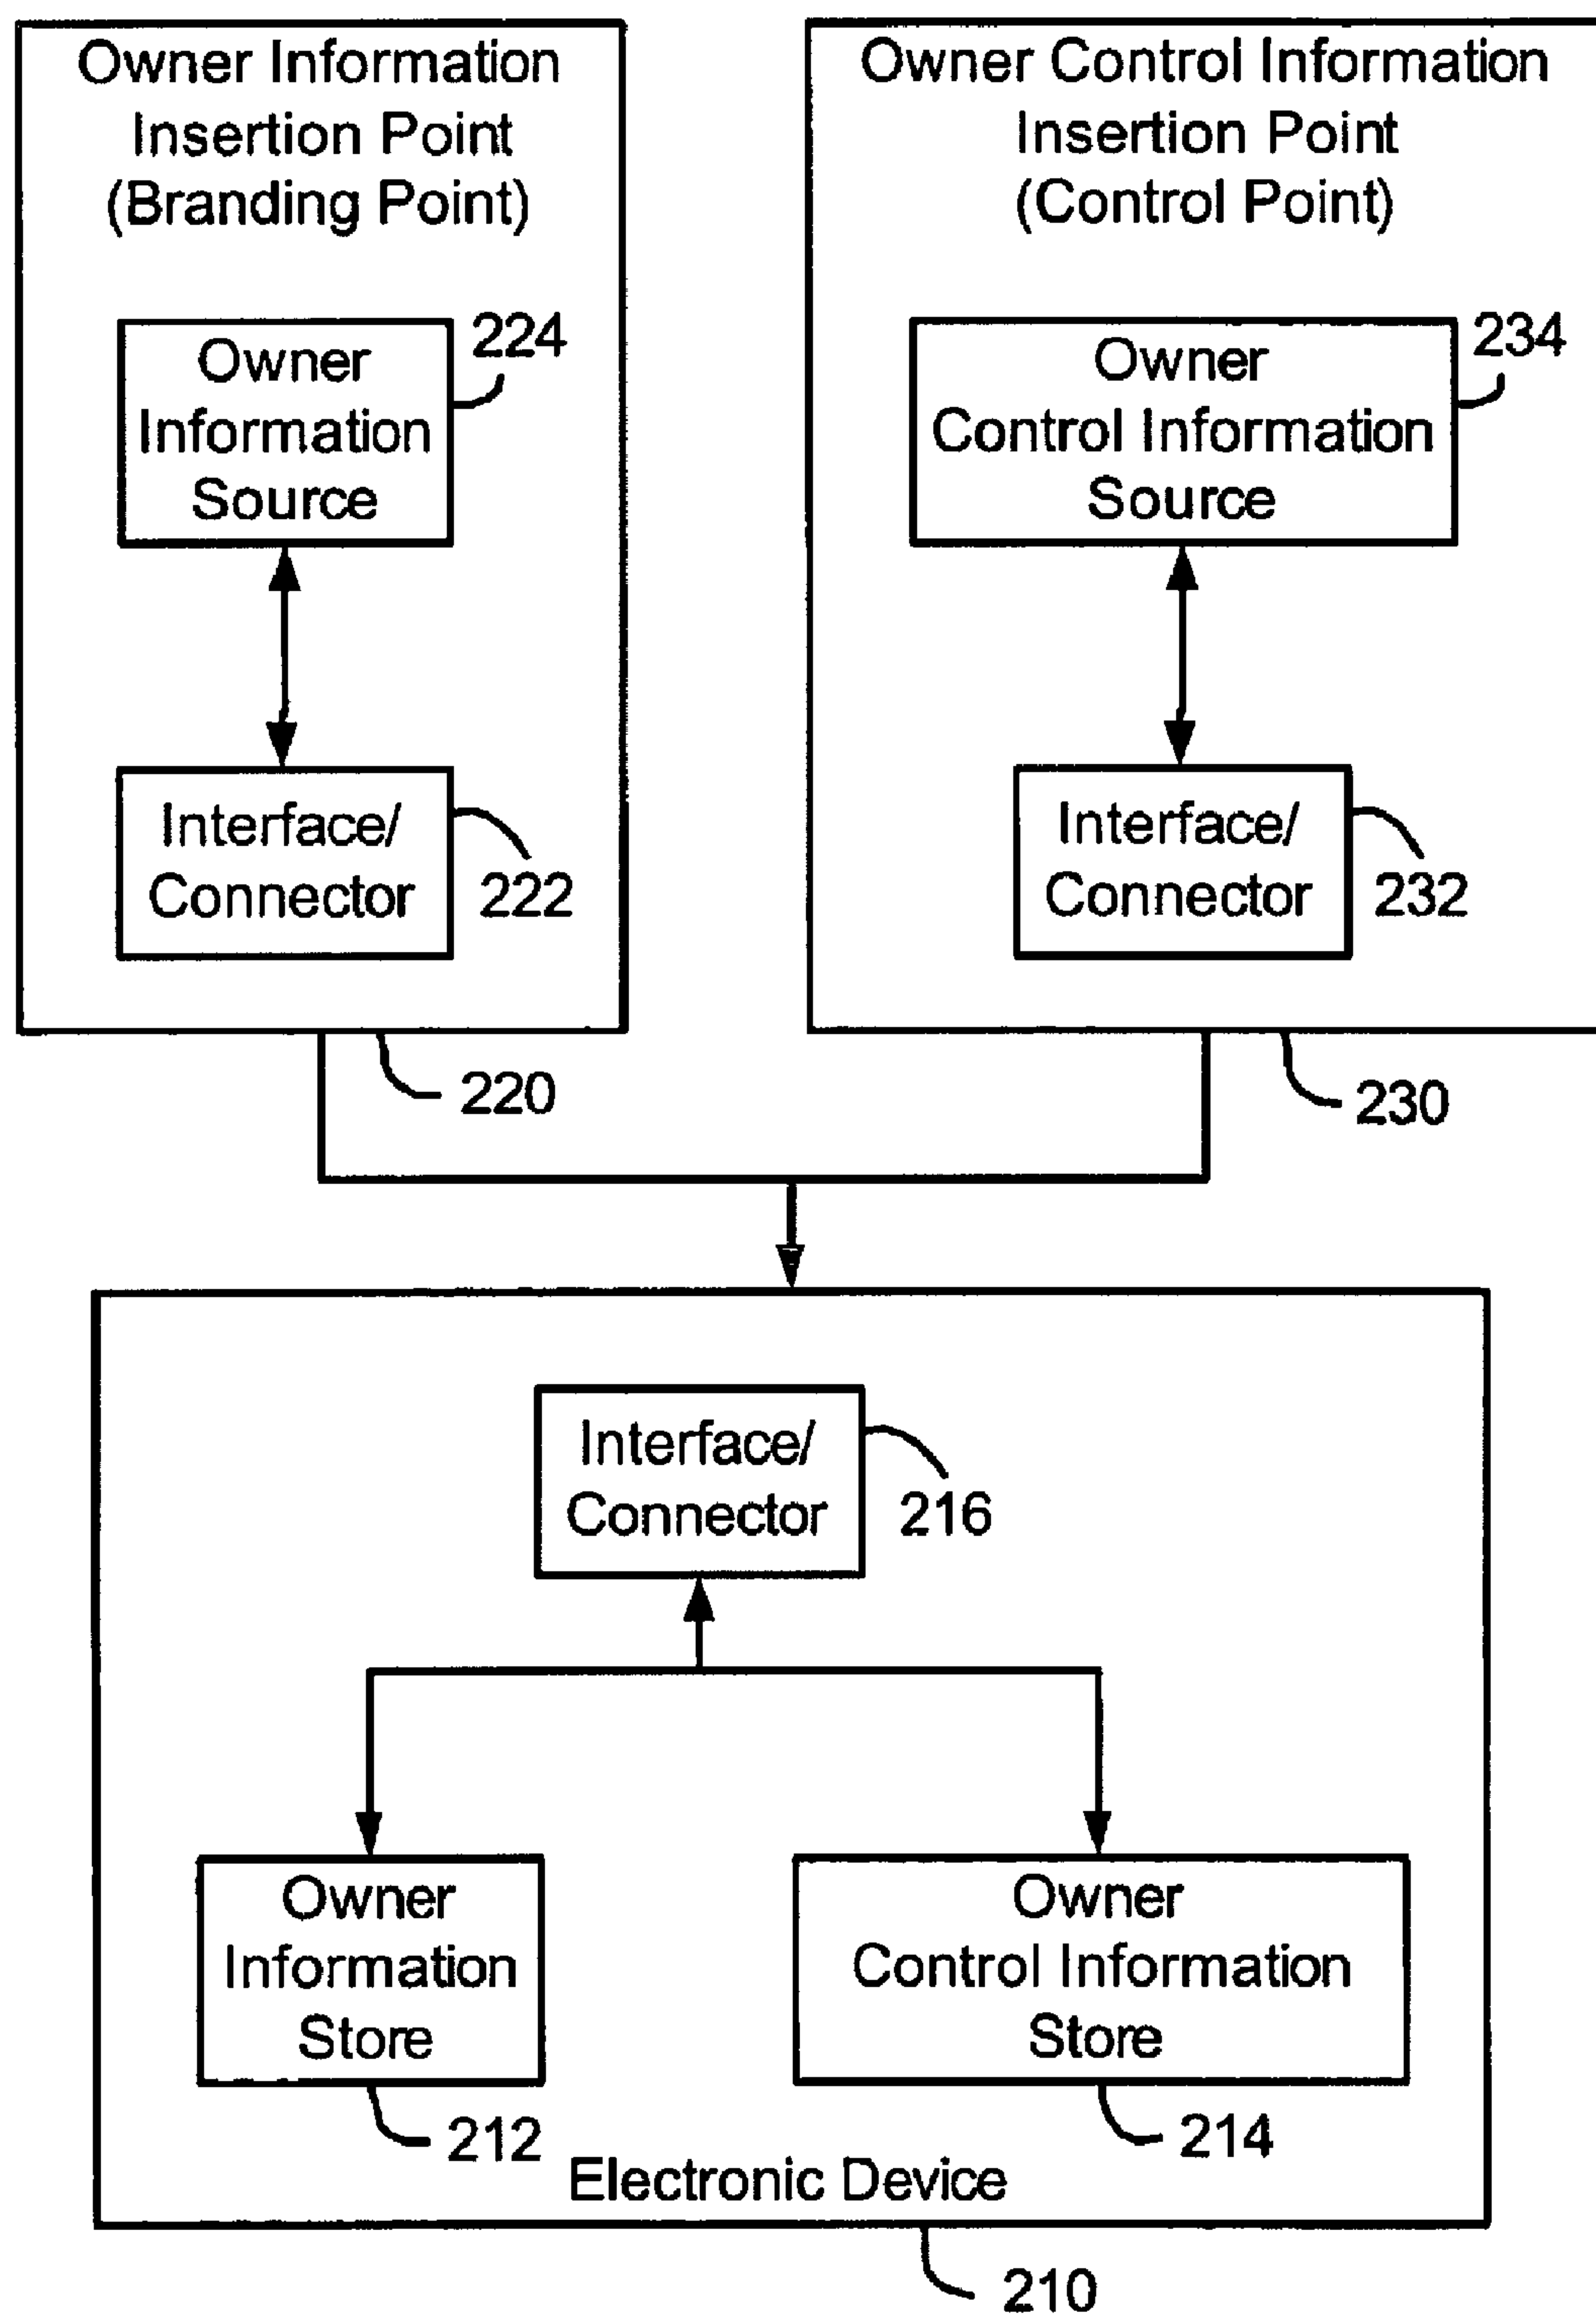 Owner Information
Insertion Point
(Branding Point)
Owner
Information
Source
224
Interface/
Connector
222
220
Owner Control Information
Insertion Point
(Control Point)
Owner
Control Information
Source
234
Interface/
Connector
232
230
Interface/
Connector
216
Owner
Information
Store
212
Owner
Control Information
Store
214
Electronic Device
210